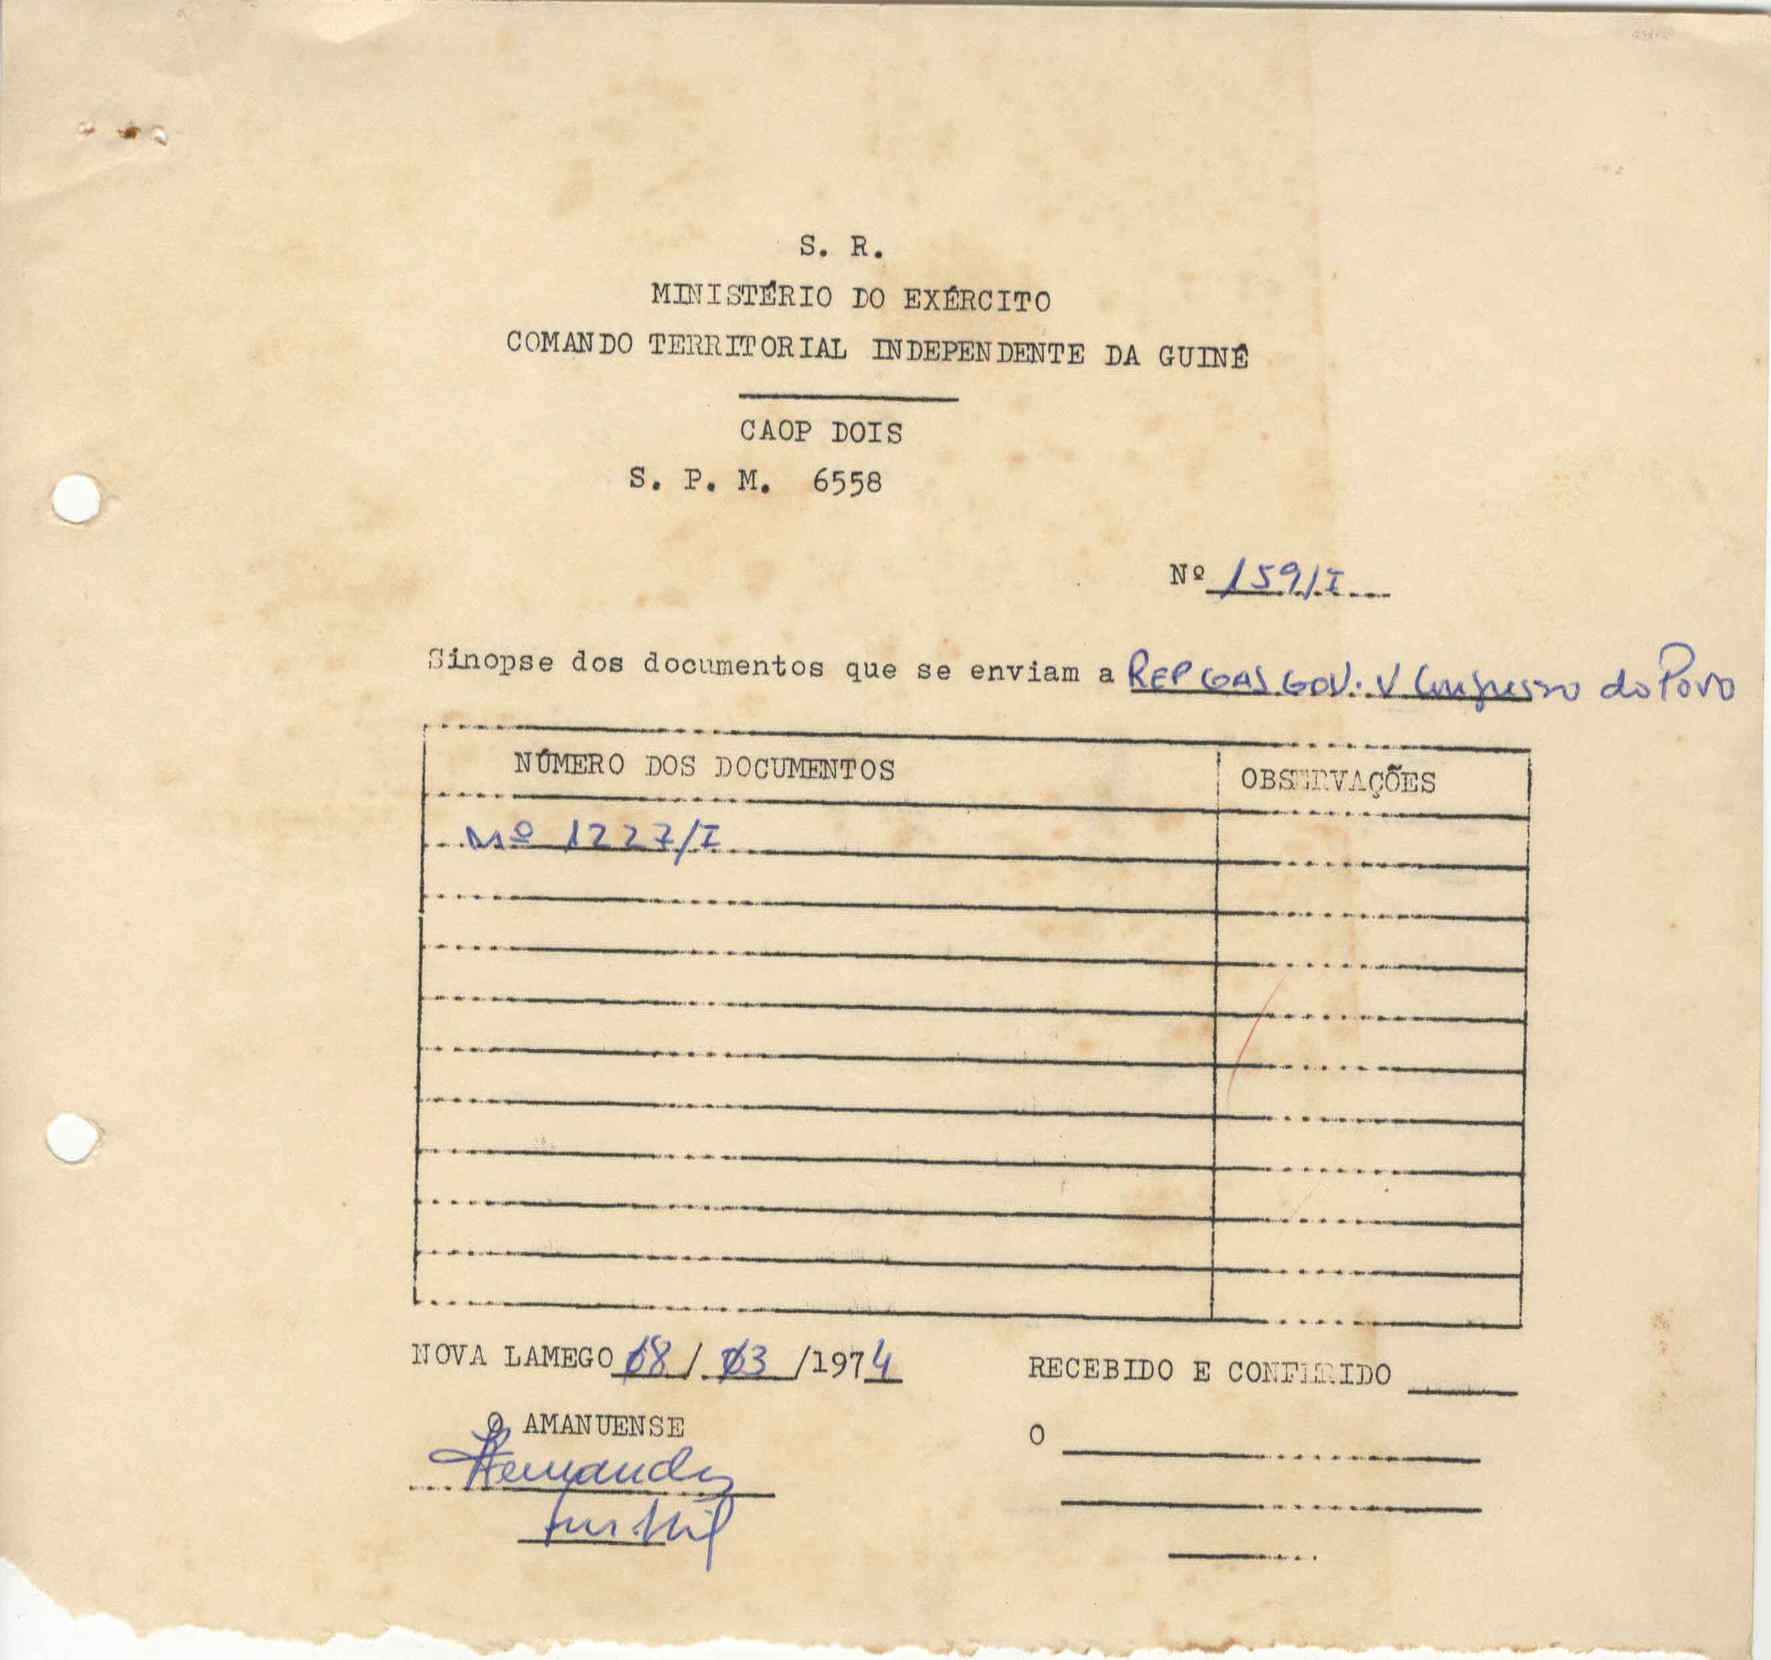 S. R.
MINISTÉRIO DO EXÉRCITO
COMANDO TERRITORIAL INDEPENDENTE DA GUINÉ
CAOP DOIS
S. P. M. 6558
Nº 159/I
Sinopse dos documentos que se enviam a REP GAS GOV. V Congresso do Povo
NÚMERO DOS DOCUMENTOS OBSERVAÇÕES
Nº 1227/I
NOVA LAMEGO 08/03/1974 RECEBIDO E CONFERIDO
O AMANUENSE
O
Fernandes